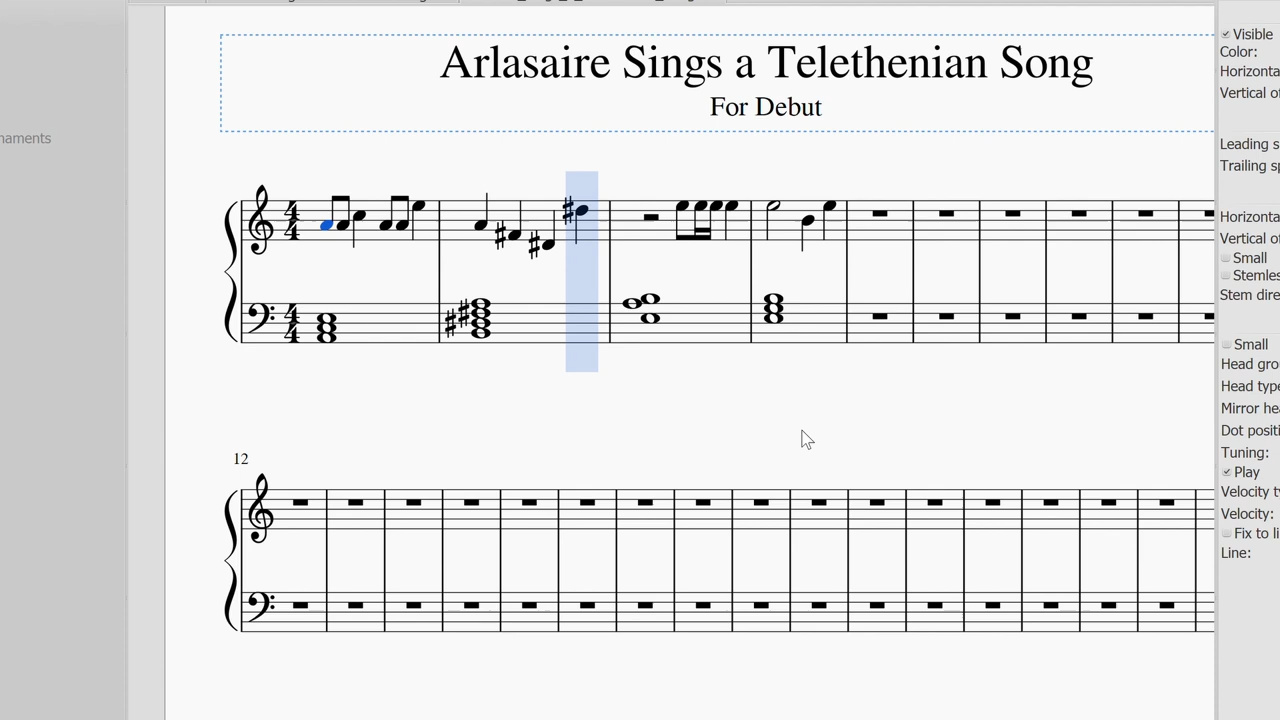 Arlasaire Sings a Telethenian Song
For Debut
naments
12
Visible
Color:
Horizonta
Vertical of
Leading s
Trailing sp
Horizonta
Vertical of
Small
Stemles
Stem dire
Small
Head gro
Head type
Mirror hea
Dot positi
Tuning:
Play
Velocity ty
Velocity:
Fix to li
Line: